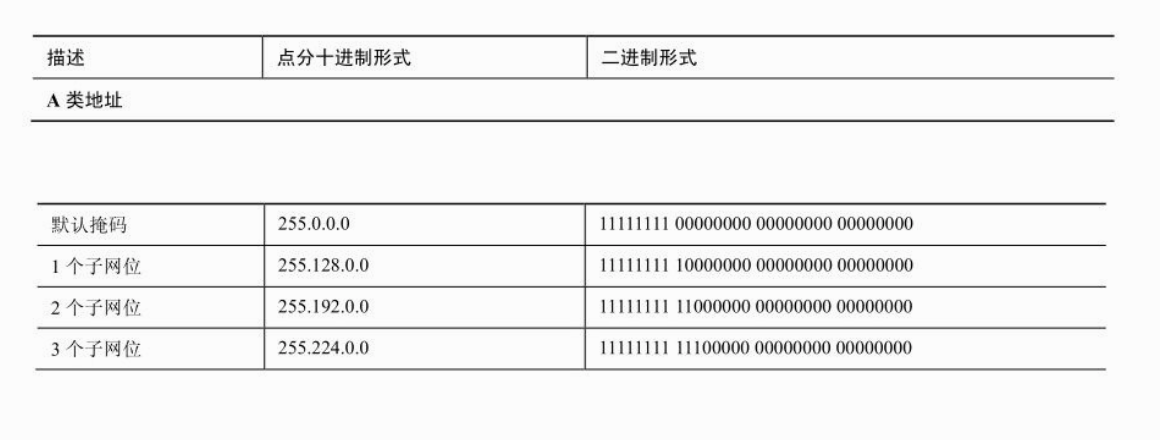 描述 点分十进制形式 二进制形式
A 类地址
默认掩码 255.0.0.0 11111111 00000000 00000000 00000000
1 个子网位 255.128.0.0 11111111 10000000 00000000 00000000
2 个子网位 255.192.0.0 11111111 11000000 00000000 00000000
3 个子网位 255.224.0.0 11111111 11100000 00000000 00000000